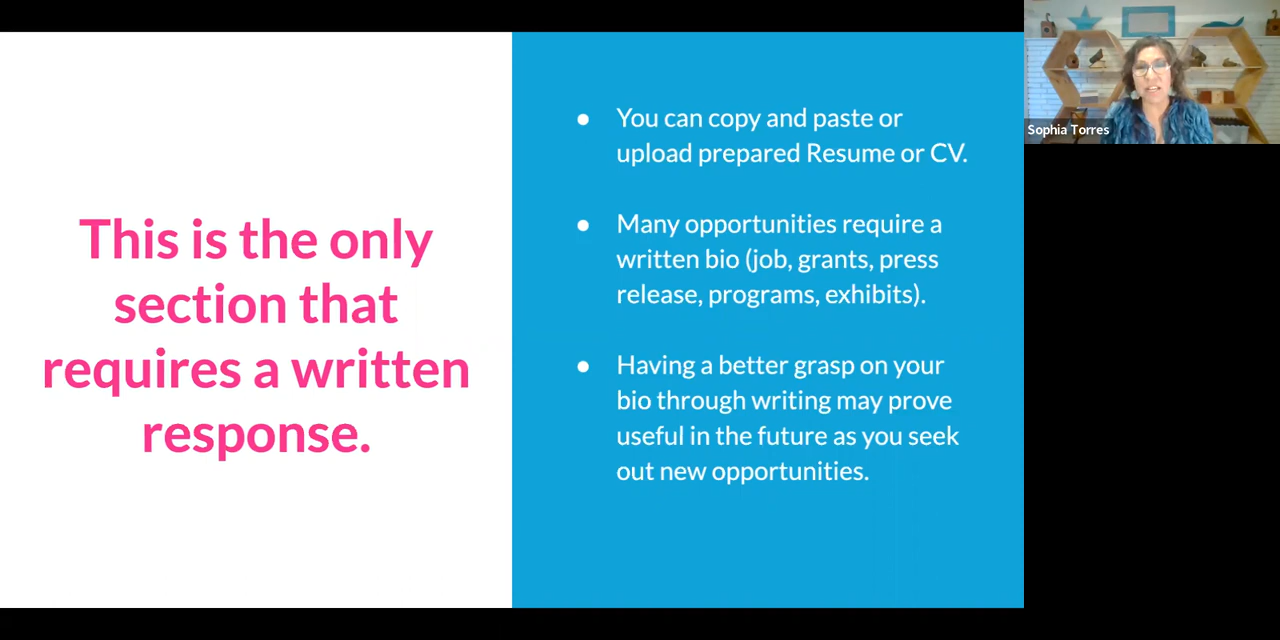 This is the only
section that
requires a written
response.
● You can copy and paste or
upload prepared Resume or CV.
● Many opportunities require a
written bio (job, grants, press
release, programs, exhibits).
● Having a better grasp on your
bio through writing may prove
useful in the future as you seek
out new opportunities.
Sophia Torres